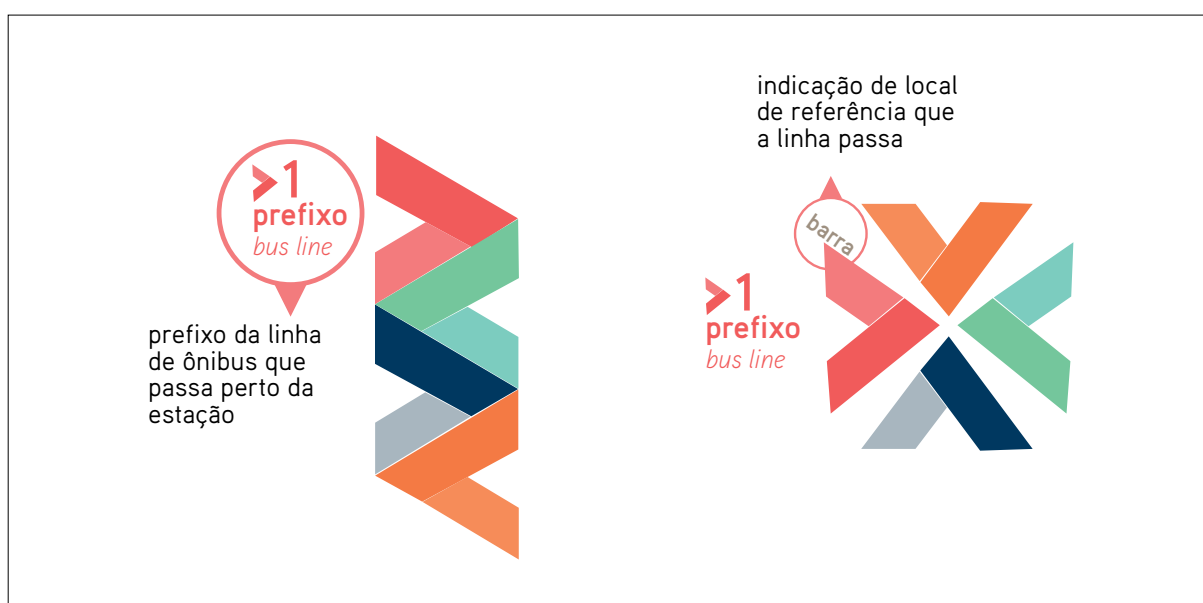 >1
prefixo
bus line
prefixo da linha
de ônibus que
passa perto da
estação
indicação de local
de referência que
a linha passa
barra
>1
prefixo
bus line